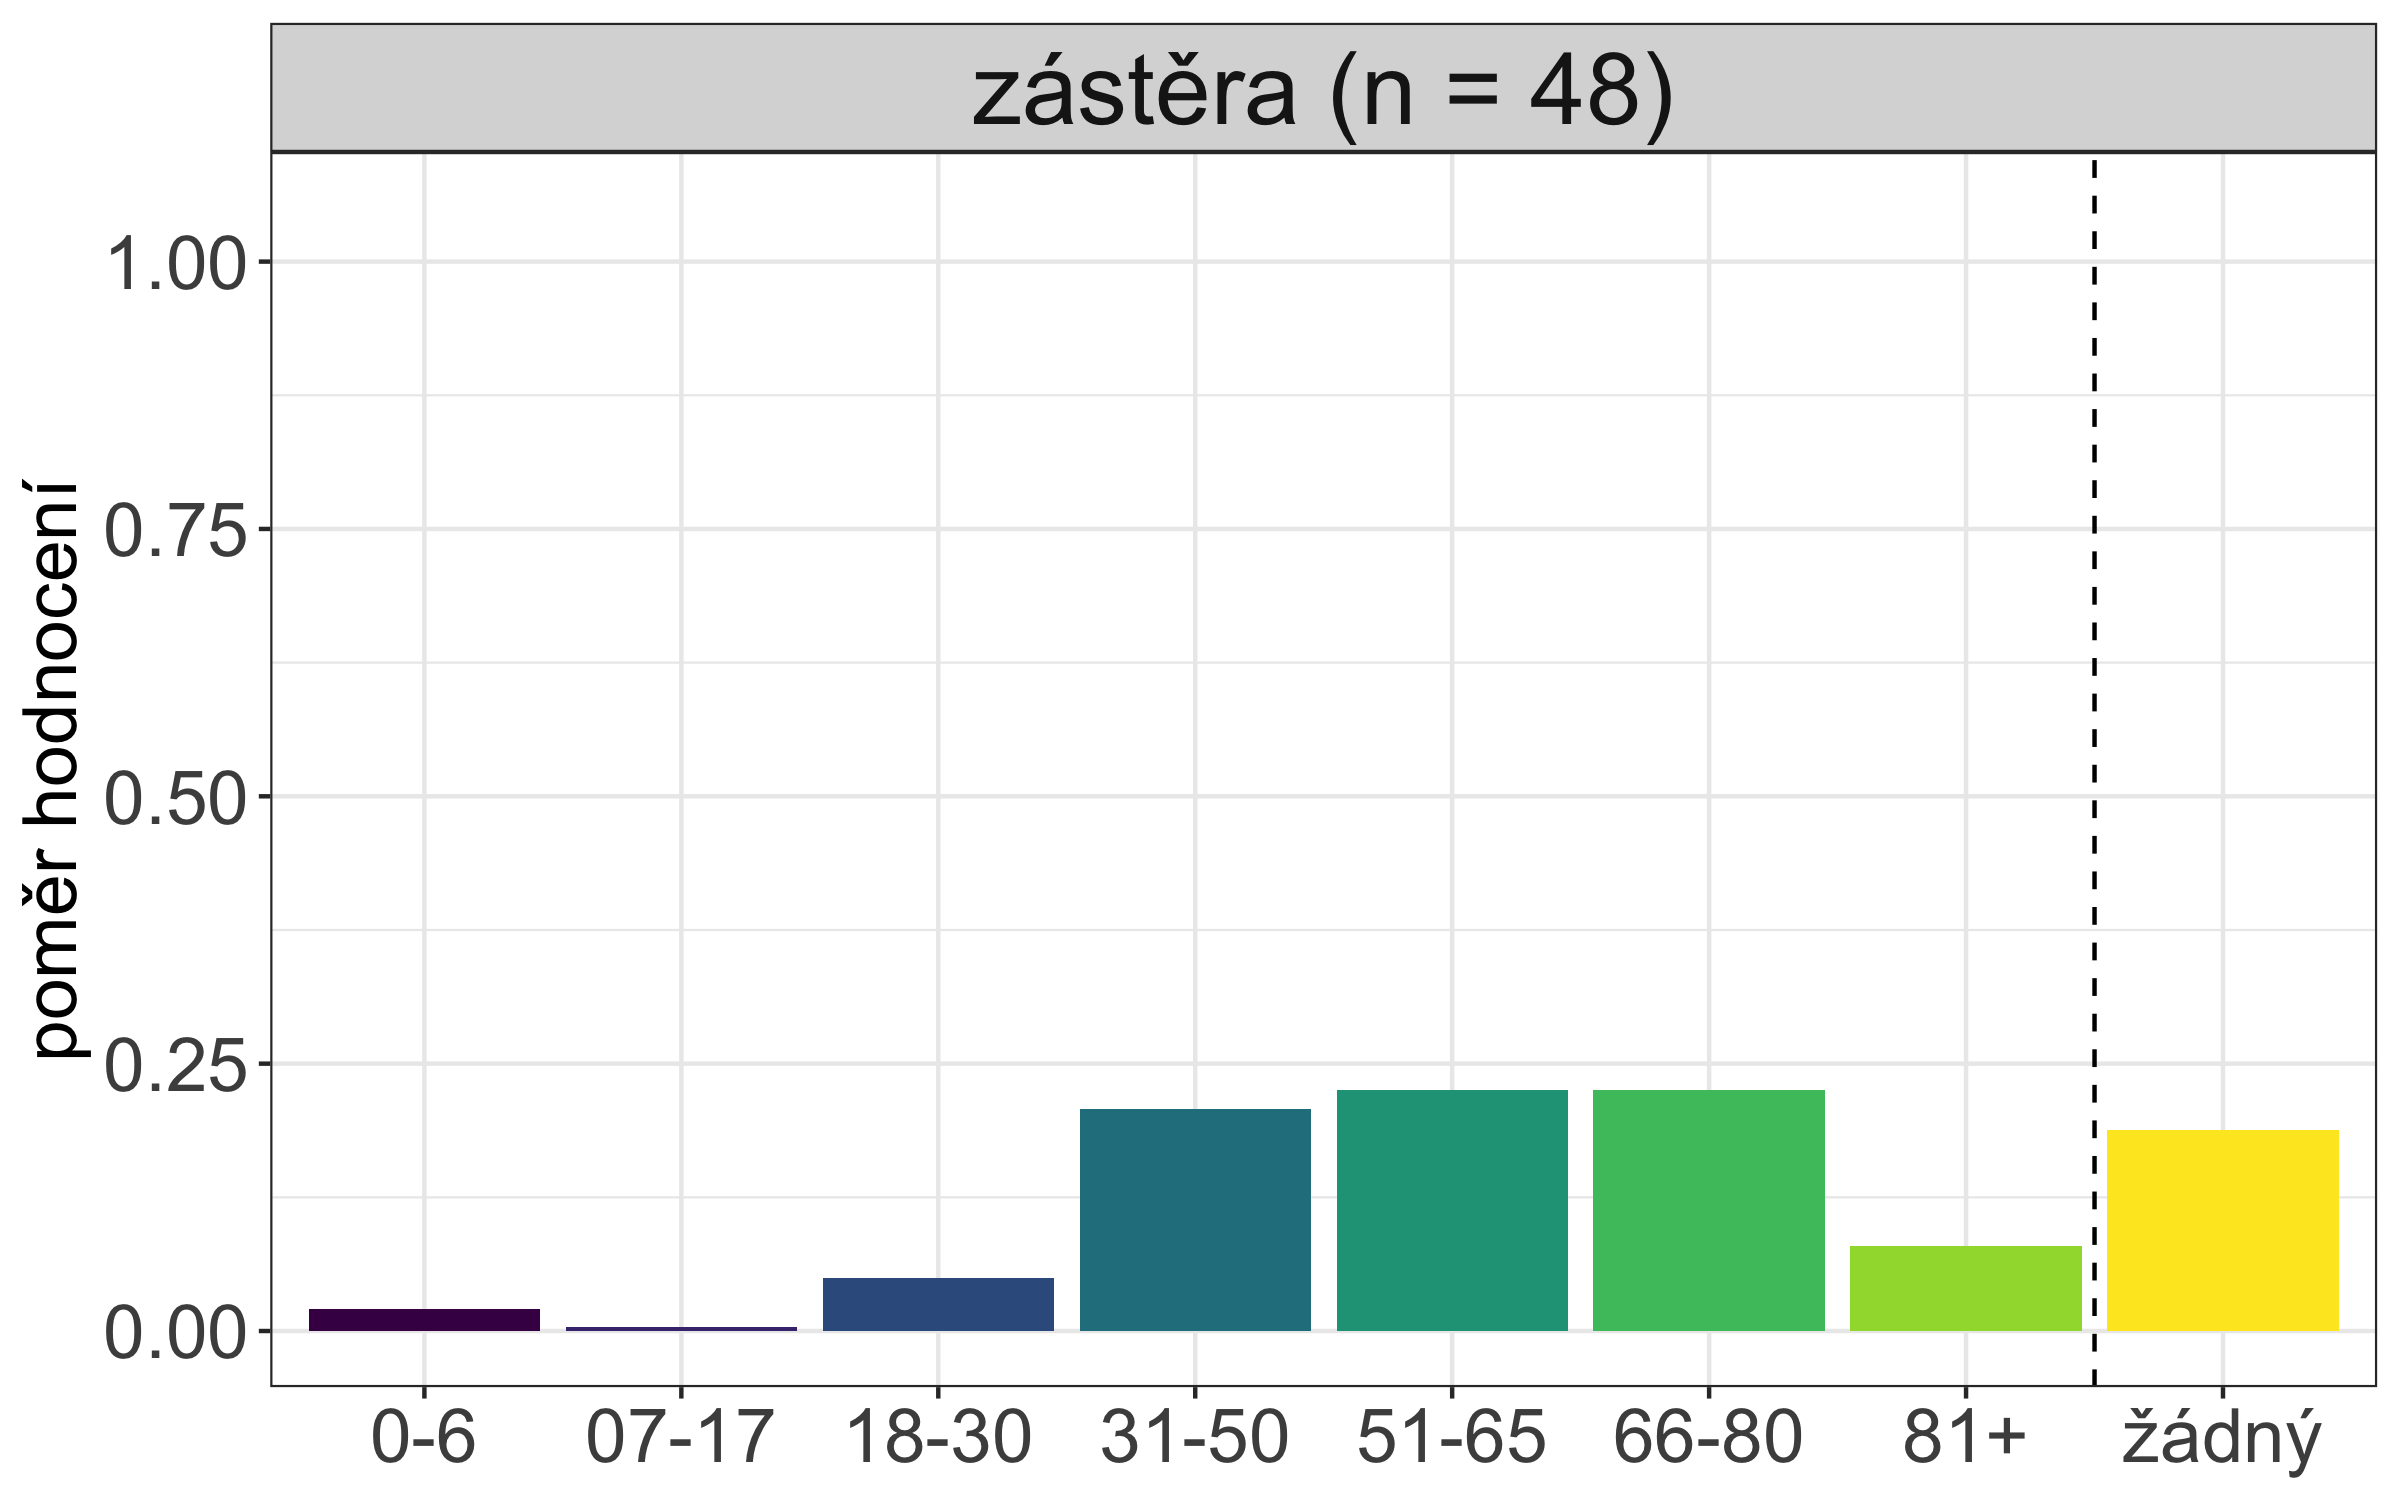 zástěra (n = 48)
poměr hodnocení
1.00
0.75
0.50
0.25
0.00
0-6 07-17 18-30 31-50 51-65 66-80 81+ žádný